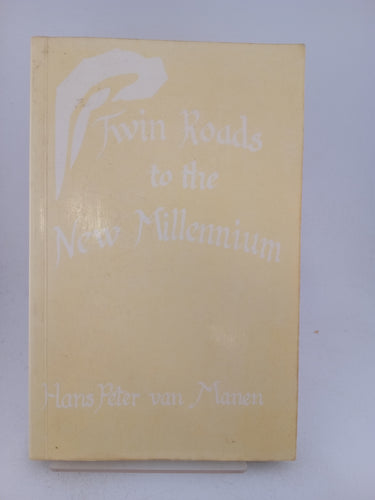 Twin Roads
to the
New Millennium
Hans Peter van Manen